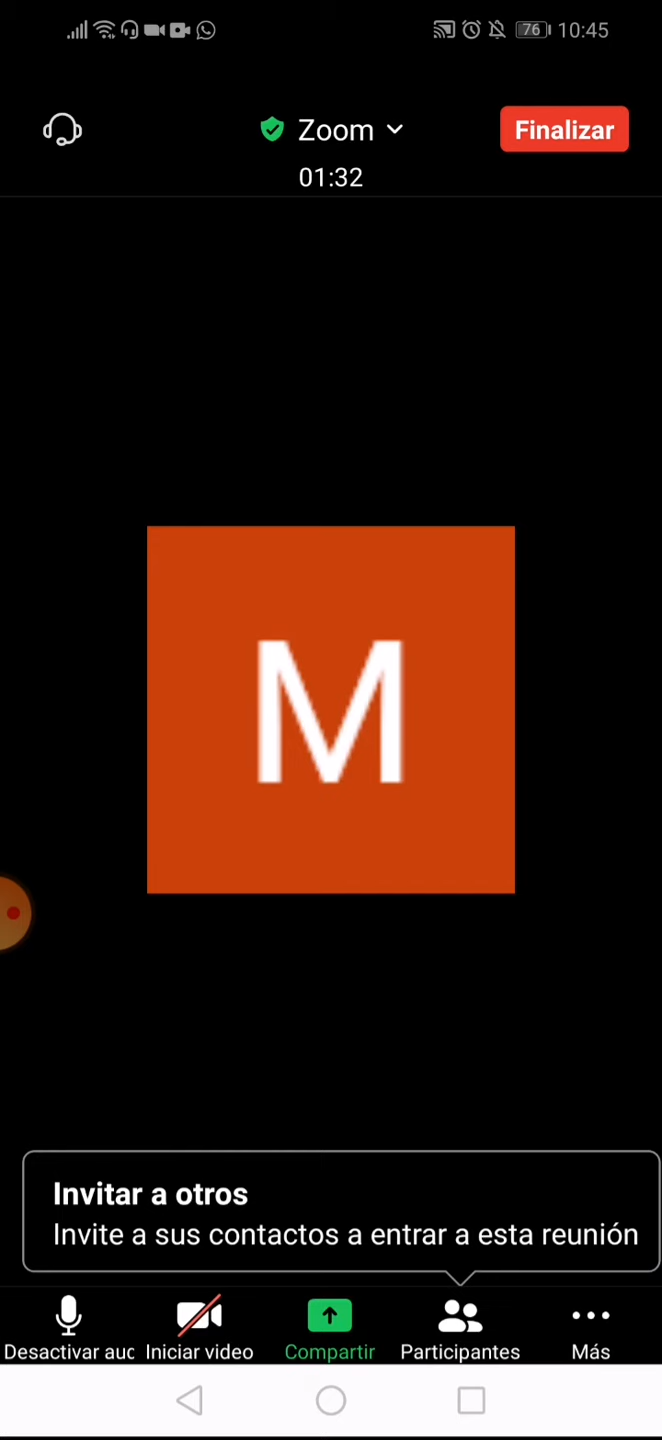 76 10:45
Zoom
Finalizar
01:32
M
Invitar a otros
Invite a sus contactos a entrar a esta reunión
Desactivar auc Iniciar video Compartir Participantes Más